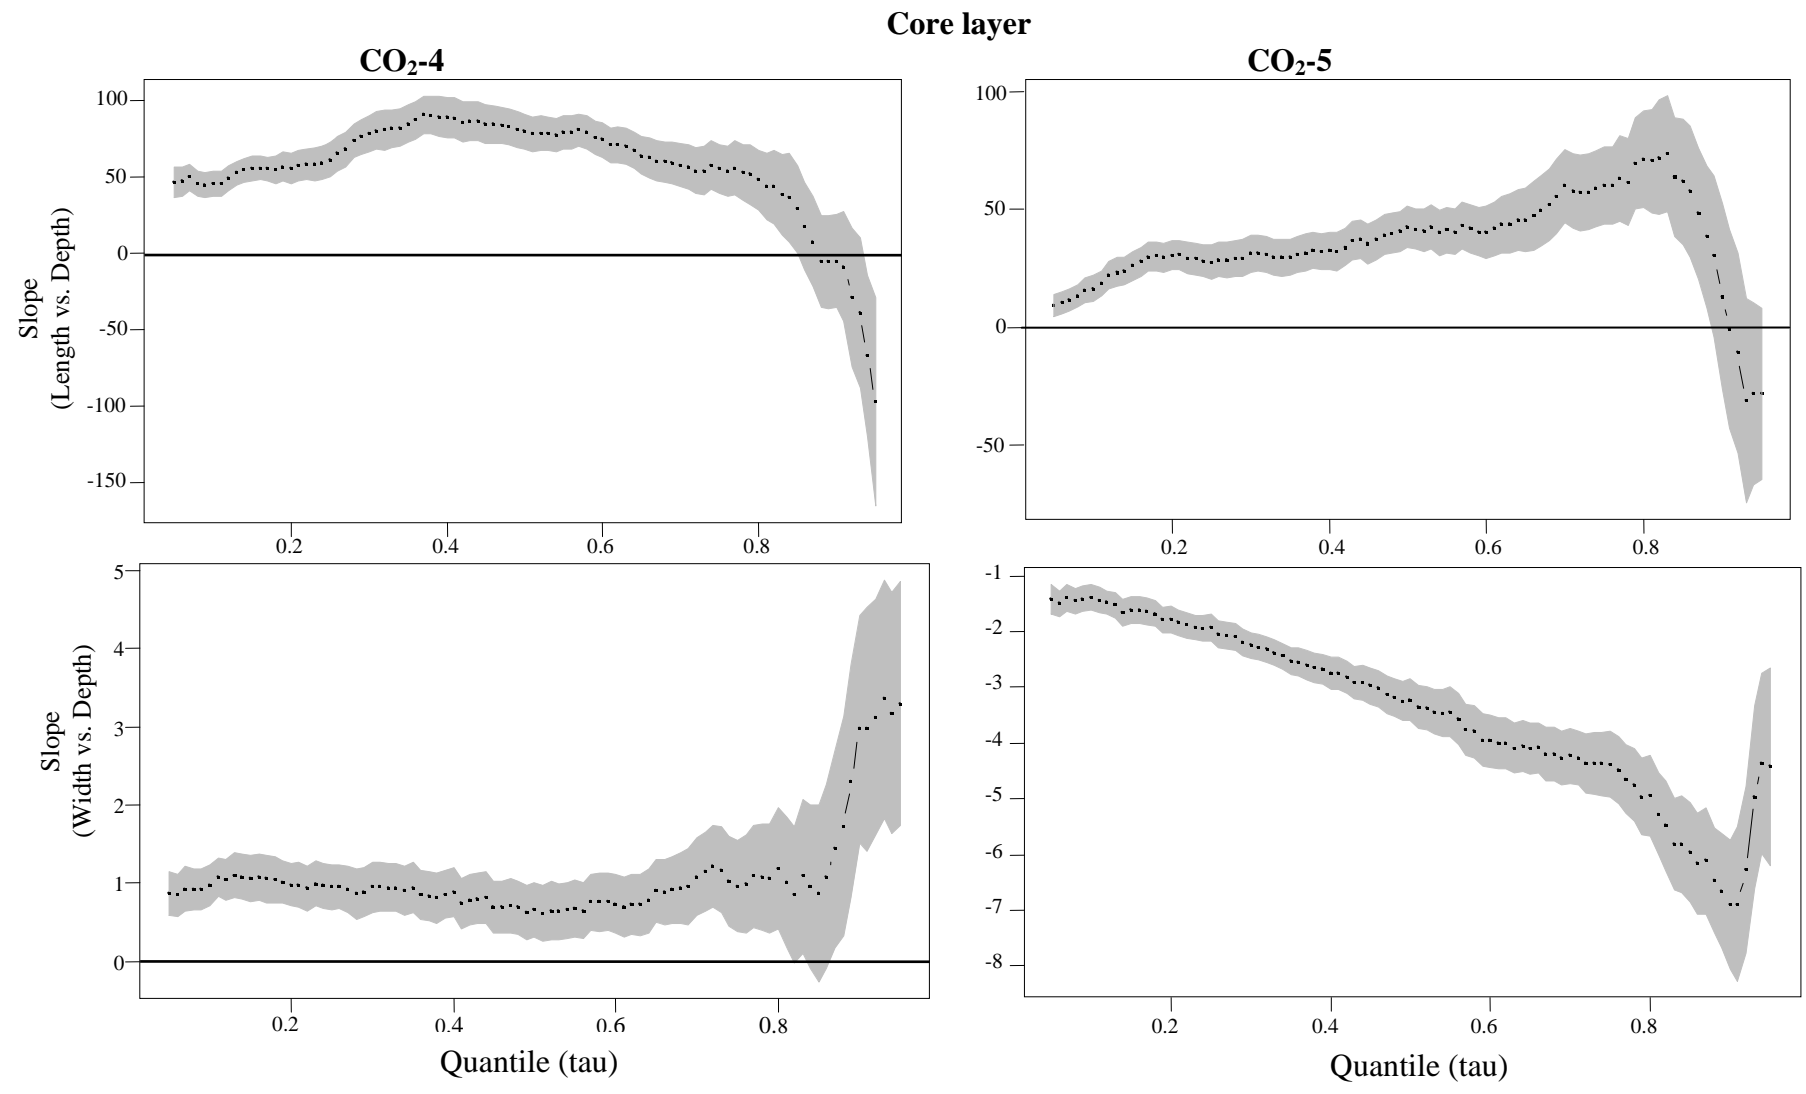 Core layer
CO₂-4
CO₂-5
Slope
(Length vs. Depth)
100
50
0
-50
-100
-150
0.2 0.4 0.6 0.8
100
50
0
-50
0.2 0.4 0.6 0.8
Slope
(Width vs. Depth)
5
4
3
2
1
0
0.2 0.4 0.6 0.8
Quantile (tau)
-1
-2
-3
-4
-5
-6
-7
-8
0.2 0.4 0.6 0.8
Quantile (tau)